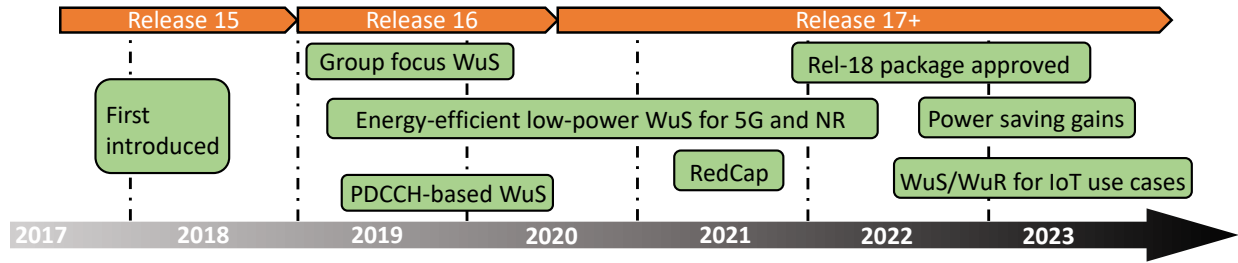 Release 15
Release 16
Release 17+
Group focus WuS
Rel-18 package approved
First
introduced
Energy-efficient low-power WuS for 5G and NR
Power saving gains
RedCap
PDCCH-based WuS
WuS/WuR for IoT use cases
2017
2018
2019
2020
2021
2022
2023